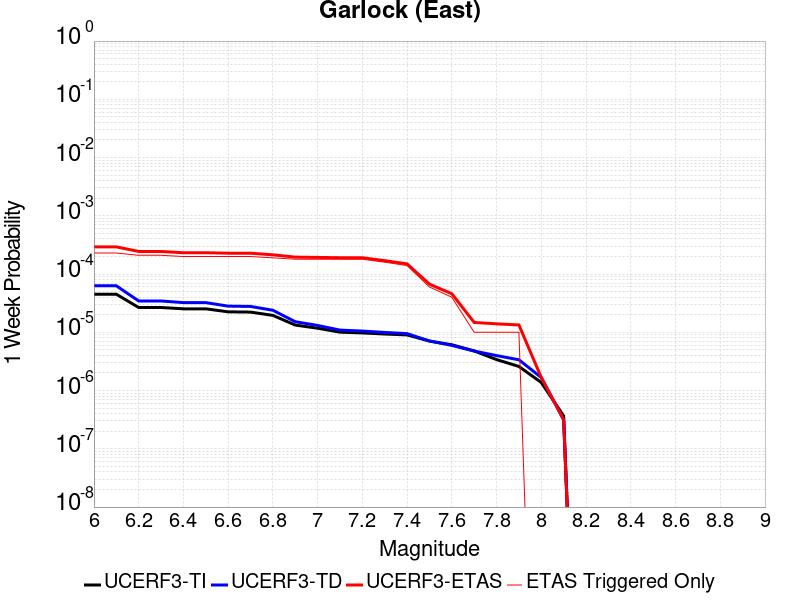 Garlock (East)
1 Week Probability
10^0
10^-1
10^-2
10^-3
10^-4
10^-5
10^-6
10^-7
10^-8
6 6.2 6.4 6.6 6.8 7 7.2 7.4 7.6 7.8 8 8.2 8.4 8.6 8.8 9
Magnitude
UCERF3-TI UCERF3-TD UCERF3-ETAS ETAS Triggered Only